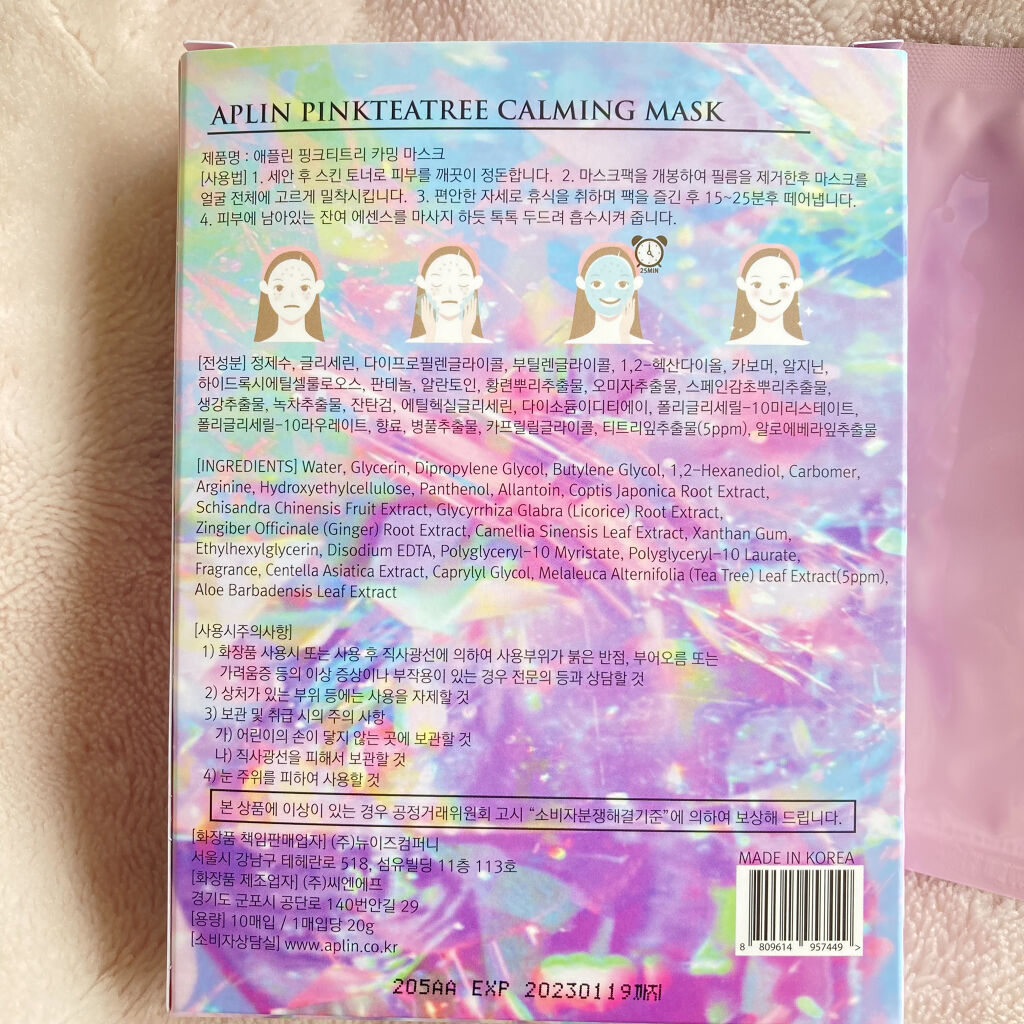 APLIN PINKTEATREE CALMING MASK
제품명 : 애플린 핑크티트리 카밍 마스크
[사용법] 1. 세안 후 스킨 토너로 피부를 깨끗이 정돈합니다. 2. 마스크팩을 개봉하여 필름을 제거한후 마스크를
얼굴 전체에 고르게 밀착시킵니다. 3. 편안한 자세로 휴식을 취하며 팩을 즐긴 후 15~25분후 떼어냅니다.
4. 피부에 남아있는 잔여 에센스를 마사지 하듯 톡톡 두드려 흡수시켜 줍니다.
25MIN
[전성분] 정제수, 글리세린, 다이프로필렌글라이콜, 부틸렌글라이콜, 1,2-헥산다이올, 카보머, 알지닌,
하이드록시에틸셀룰로오스, 판테놀, 알란토인, 황련뿌리추출물, 오미자추출물, 스페인감초뿌리추출물,
생강추출물, 녹차추출물, 잔탄검, 에틸헥실글리세린, 다이소듐이디티에이, 폴리글리세릴-10미리스테이트,
폴리글리세릴-10라우레이트, 향료, 병풀추출물, 카프릴릴글라이콜, 티트리잎추출물(5ppm), 알로에베라잎추출물
[INGREDIENTS] Water, Glycerin, Dipropylene Glycol, Butylene Glycol, 1,2-Hexanediol, Carbomer,
Arginine, Hydroxyethylcellulose, Panthenol, Allantoin, Coptis Japonica Root Extract,
Schisandra Chinensis Fruit Extract, Glycyrrhiza Glabra (Licorice) Root Extract,
Zingiber Officinale (Ginger) Root Extract, Camellia Sinensis Leaf Extract, Xanthan Gum,
Ethylhexylglycerin, Disodium EDTA, Polyglyceryl-10 Myristate, Polyglyceryl-10 Laurate,
Fragrance, Centella Asiatica Extract, Caprylyl Glycol, Melaleuca Alternifolia (Tea Tree) Leaf Extract(5ppm),
Aloe Barbadensis Leaf Extract
[사용시주의사항]
1) 화장품 사용시 또는 사용 후 직사광선에 의하여 사용부위가 붉은 반점, 부어오름 또는
가려움증 등의 이상 증상이나 부작용이 있는 경우 전문의 등과 상담할 것
2) 상처가 있는 부위 등에는 사용을 자제할 것
3) 보관 및 취급 시의 주의 사항
가) 어린이의 손이 닿지 않는 곳에 보관할 것
나) 직사광선을 피해서 보관할 것
4) 눈 주위를 피하여 사용할 것
본 상품에 이상이 있는 경우 공정거래위원회 고시 “소비자분쟁해결기준”에 의하여 보상해 드립니다.
[화장품 책임판매업자] (주)뉴이즈컴퍼니
서울시 강남구 테헤란로 518, 섬유빌딩 11층 113호
[화장품 제조업자] (주)씨엔에프
경기도 군포시 공단로 140번안길 29
[용량] 10매입 / 1매입당 20g
[소비자상담실] www.aplin.co.kr
MADE IN KOREA
8 809614 957449 >
205AA EXP 20230119까지